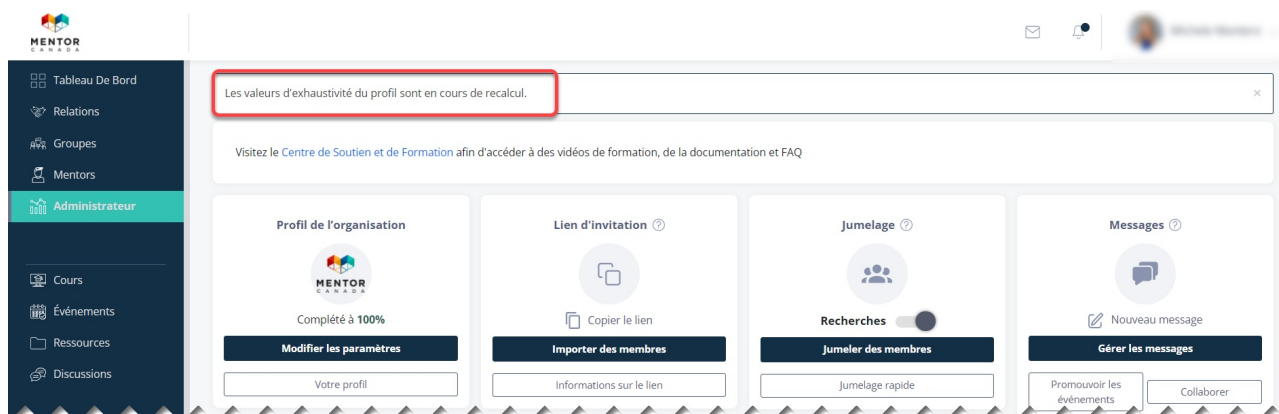 MENTOR
CANADA
Tableau De Bord
Relations
Groupes
Mentors
Administrateur
Cours
Événements
Ressources
Discussions
Les valeurs d'exhaustivité du profil sont en cours de recalcul.
×
Visitez le Centre de Soutien et de Formation afin d'accéder à des vidéos de formation, de la documentation et FAQ
Profil de l'organisation
MENTOR
CANADA
Complété à 100%
Modifier les paramètres
Votre profil
Lien d'invitation ?
Copier le lien
Importer des membres
Informations sur le lien
Jumelage ?
Recherches
Jumeler des membres
Jumelage rapide
Messages ?
Nouveau message
Gérer les messages
Promouvoir les
événements
Collaborer